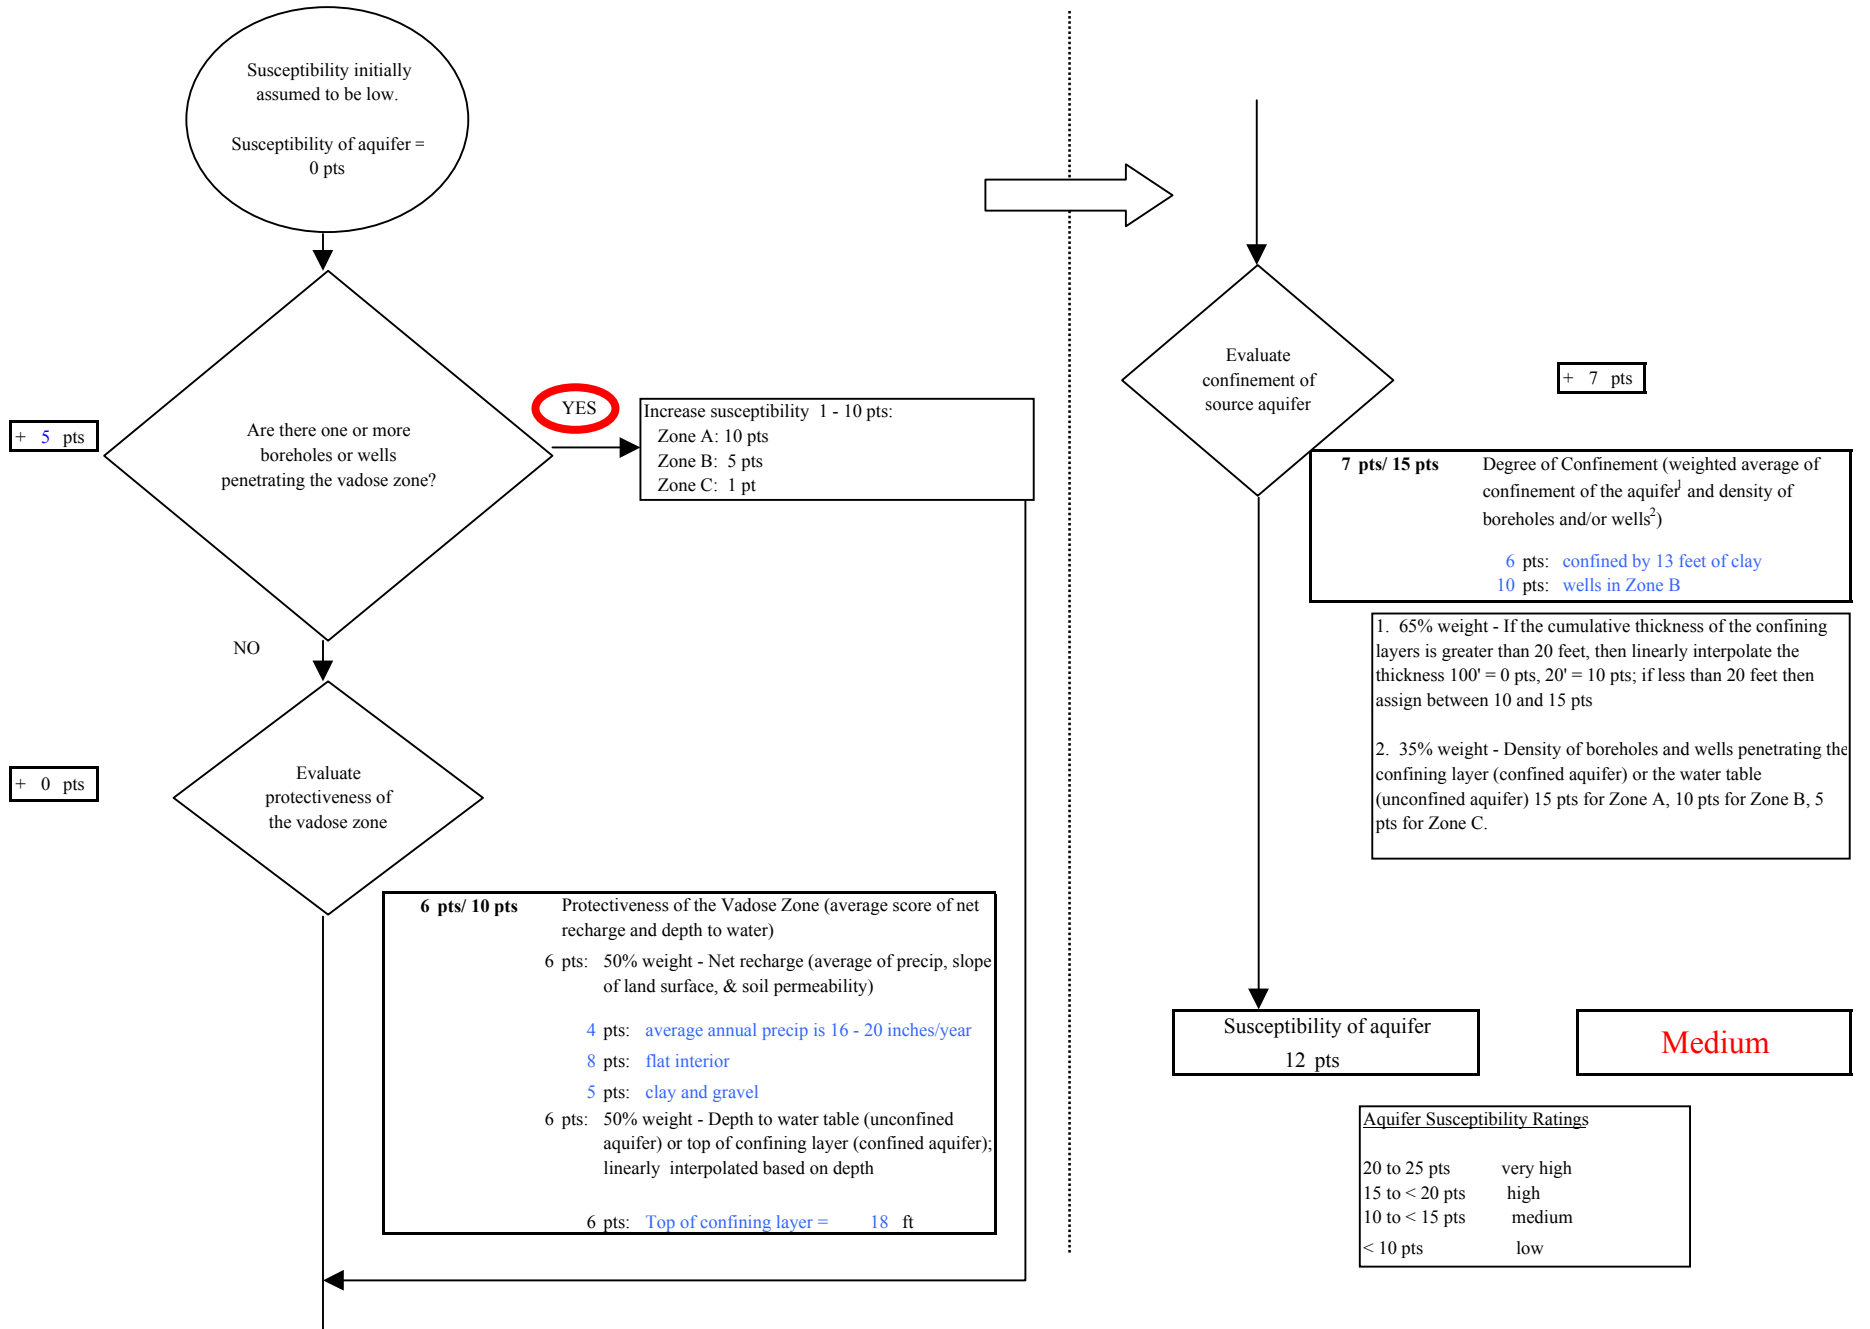 Susceptibility initially
assumed to be low.
Susceptibility of aquifer =
0 pts
+ 5 pts
Are there one or more
boreholes or wells
penetrating the vadose zone?
YES
Increase susceptibility 1 - 10 pts:
Zone A: 10 pts
Zone B: 5 pts
Zone C: 1 pt
NO
+ 0 pts
Evaluate
protectiveness of
the vadose zone
6 pts/ 10 pts Protectiveness of the Vadose Zone (average score of net
recharge and depth to water)
6 pts: 50% weight - Net recharge (average of precip, slope
of land surface, & soil permeability)
4 pts: average annual precip is 16 - 20 inches/year
8 pts: flat interior
5 pts: clay and gravel
6 pts: 50% weight - Depth to water table (unconfined
aquifer) or top of confining layer (confined aquifer);
linearly interpolated based on depth
6 pts: Top of confining layer = 18 ft
Evaluate
confinement of
source aquifer
+ 7 pts
7 pts/ 15 pts Degree of Confinement (weighted average of
confinement of the aquifer1 and density of
boreholes and/or wells2)
6 pts: confined by 13 feet of clay
10 pts: wells in Zone B
1. 65% weight - If the cumulative thickness of the confining
layers is greater than 20 feet, then linearly interpolate the
thickness 100' = 0 pts, 20' = 10 pts; if less than 20 feet then
assign between 10 and 15 pts
2. 35% weight - Density of boreholes and wells penetrating the
confining layer (confined aquifer) or the water table
(unconfined aquifer) 15 pts for Zone A, 10 pts for Zone B, 5
pts for Zone C.
Susceptibility of aquifer
12 pts
Medium
Aquifer Susceptibility Ratings
20 to 25 pts very high
15 to < 20 pts high
10 to < 15 pts medium
< 10 pts low